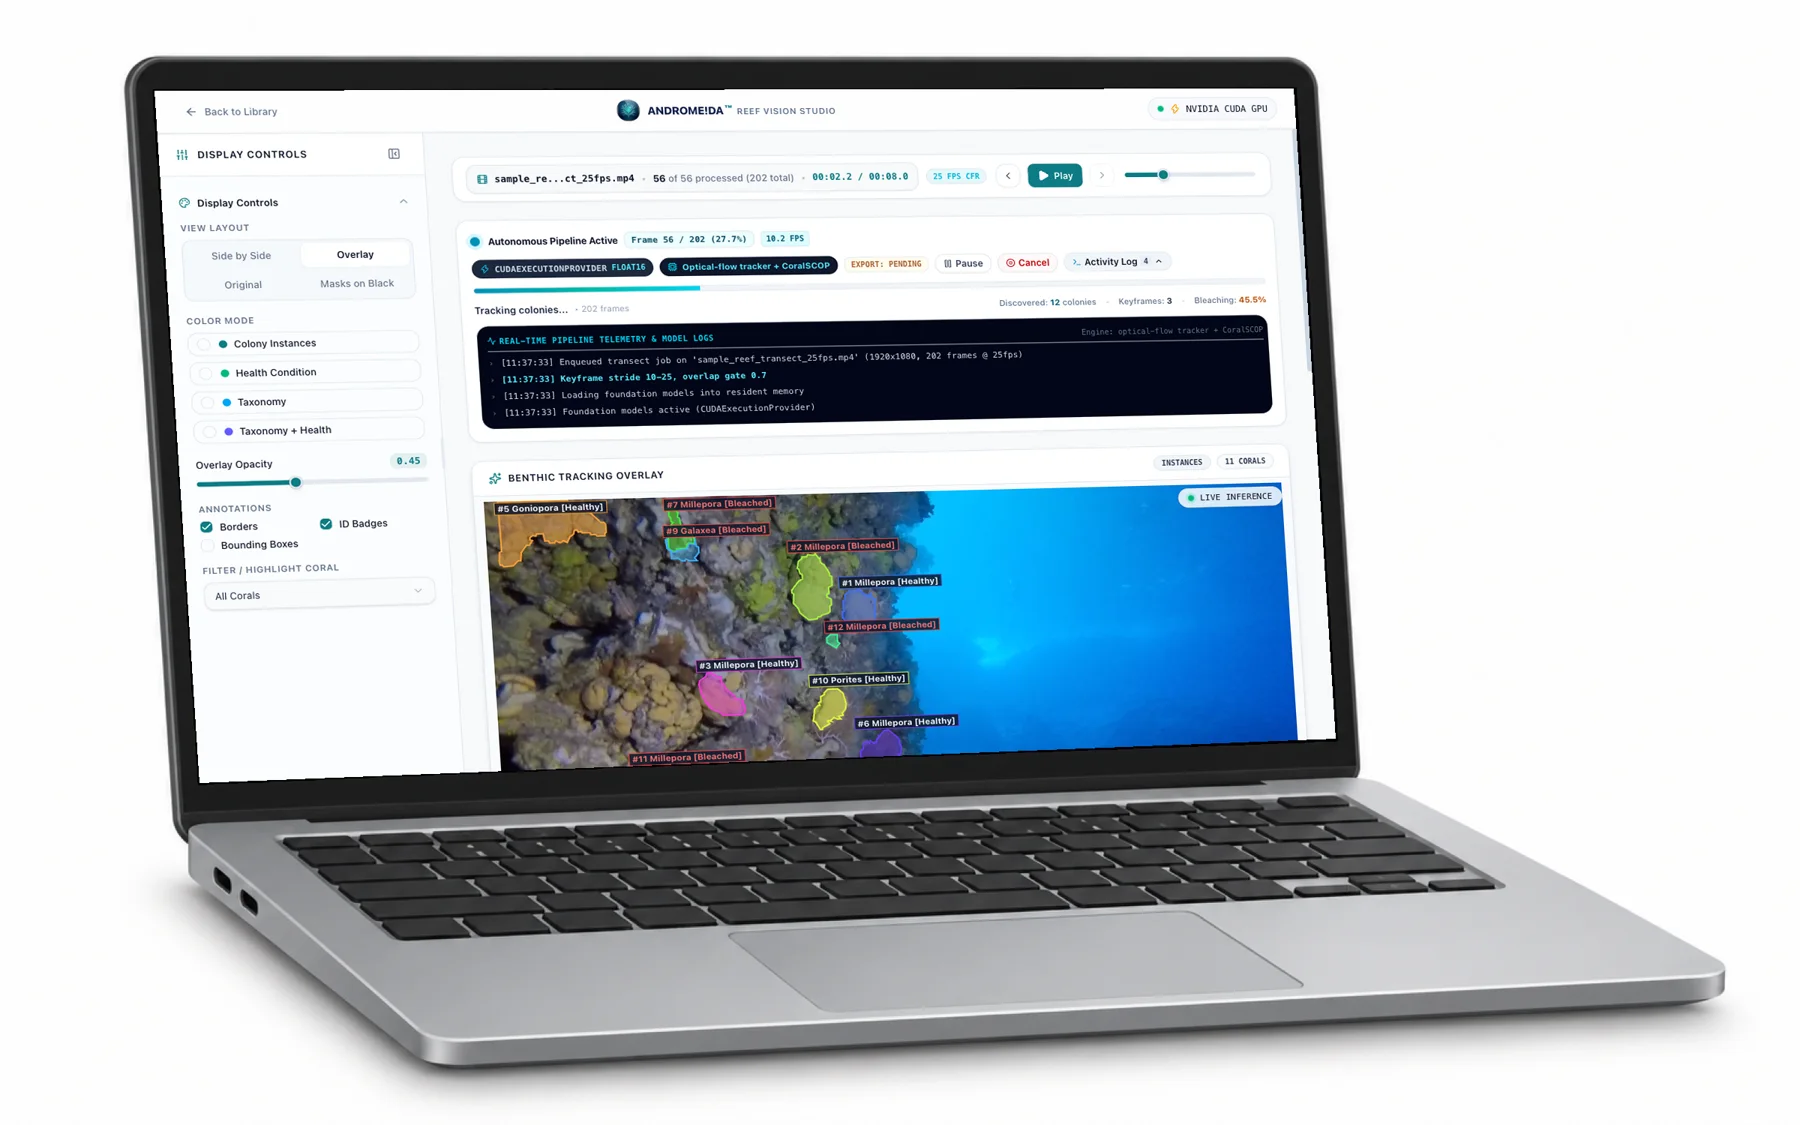 ← Back to Library
ANDROME!DA™ REEF VISION STUDIO
NVIDIA CUDA GPU
DISPLAY CONTROLS
Display Controls
VIEW LAYOUT
Side by Side
Overlay
Original
Masks on Black
COLOR MODE
Colony Instances
Health Condition
Taxonomy
Taxonomy + Health
Overlay Opacity 0.45
ANNOTATIONS
Borders
ID Badges
Bounding Boxes
FILTER / HIGHLIGHT CORAL
All Corals
sample_re...ct_25fps.mp4 · 56 of 56 processed (202 total) · 00:02.2 / 00:08.0
25 FPS CFR
Play
Autonomous Pipeline Active
Frame 56 / 202 (27.7%)
10.2 FPS
CUDAEXECUTIONPROVIDER FLOAT16
Optical-flow tracker + CoralSCOP
EXPORT: PENDING
Pause
Cancel
Activity Log 4
Tracking colonies... · 202 frames
Discovered: 12 colonies · Keyframes: 3 · Bleaching: 45.5%
REAL-TIME PIPELINE TELEMETRY & MODEL LOGS
Engine: optical-flow tracker + CoralSCOP
› [11:37:33] Enqueued transect job on 'sample_reef_transect_25fps.mp4' (1920x1080, 202 frames @ 25fps)
› [11:37:33] Keyframe stride 10–25, overlap gate 0.7
› [11:37:33] Loading foundation models into resident memory
› [11:37:33] Foundation models active (CUDAExecutionProvider)
BENTHIC TRACKING OVERLAY
INSTANCES
11 CORALS
LIVE INFERENCE
#5 Goniopora [Healthy]
#7 Millepora [Bleached]
#9 Galaxea [Bleached]
#2 Millepora [Bleached]
#1 Millepora [Healthy]
#12 Millepora [Bleached]
#3 Millepora [Healthy]
#10 Porites [Healthy]
#6 Millepora [Healthy]
#11 Millepora [Bleached]